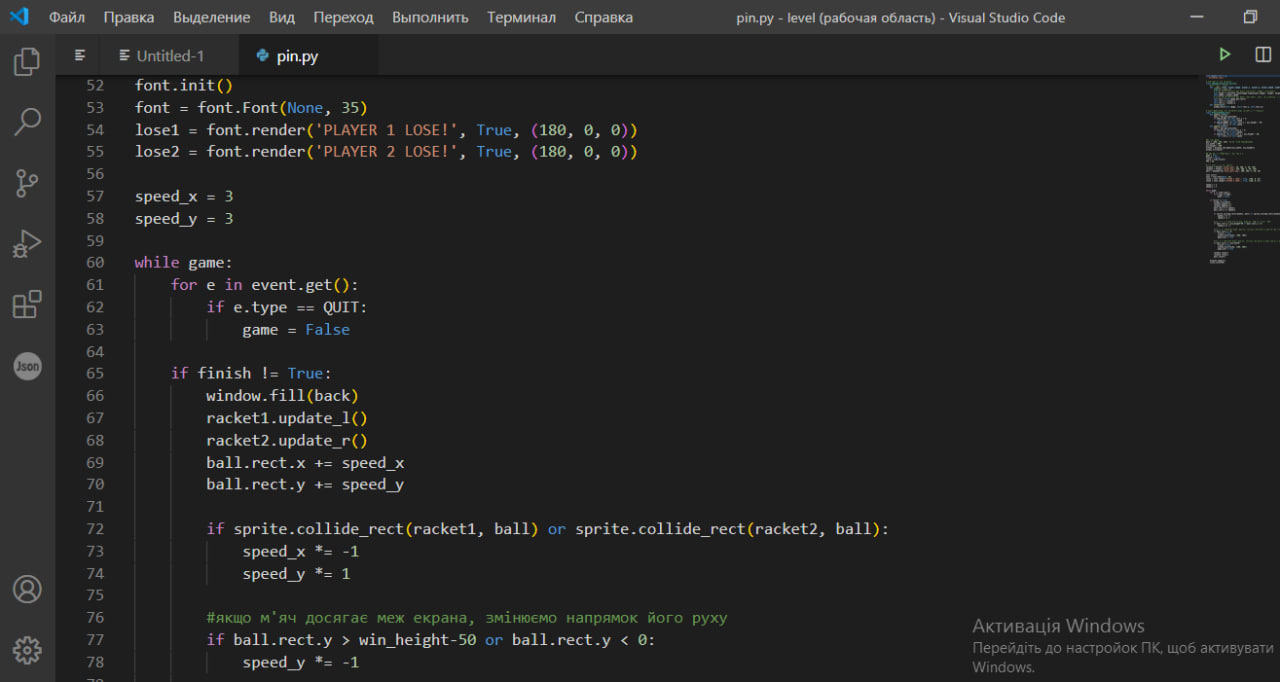 Файл Правка Выделение Вид Переход Выполнить Терминал Справка pin.py - level (рабочая область) - Visual Studio Code
Untitled-1 pin.py
52 font.init()
53 font = font.Font(None, 35)
54 lose1 = font.render('PLAYER 1 LOSE!', True, (180, 0, 0))
55 lose2 = font.render('PLAYER 2 LOSE!', True, (180, 0, 0))
56
57 speed_x = 3
58 speed_y = 3
59
60 while game:
61 for e in event.get():
62 if e.type == QUIT:
63 game = False
64
65 if finish != True:
66 window.fill(back)
67 racket1.update_l()
68 racket2.update_r()
69 ball.rect.x += speed_x
70 ball.rect.y += speed_y
71
72 if sprite.collide_rect(racket1, ball) or sprite.collide_rect(racket2, ball):
73 speed_x *= -1
74 speed_y *= 1
75
76 #якщо м'яч досягає меж екрана, змінюємо напрямок його руху
77 if ball.rect.y > win_height-50 or ball.rect.y < 0:
78 speed_y *= -1
Json
Активація Windows
Перейдіть до настройок ПК, щоб активувати
Windows.